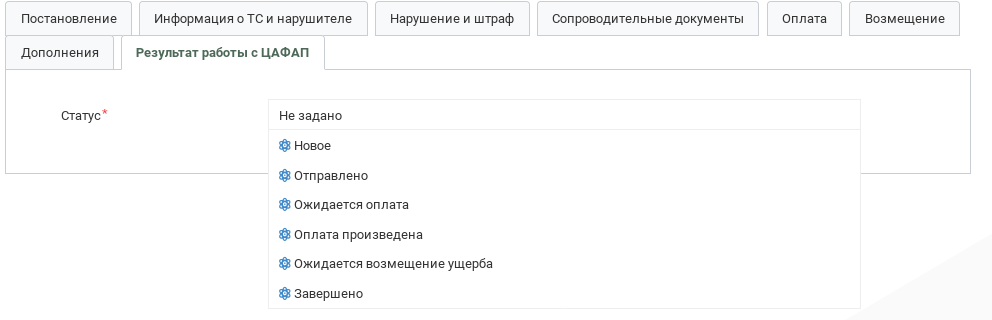 Постановление Информация о ТС и нарушителе Нарушение и штраф Сопроводительные документы Оплата Возмещение
Дополнения Результат работы с ЦАФАП
Статус* Не задано
Новое
Отправлено
Ожидается оплата
Оплата произведена
Ожидается возмещение ущерба
Завершено